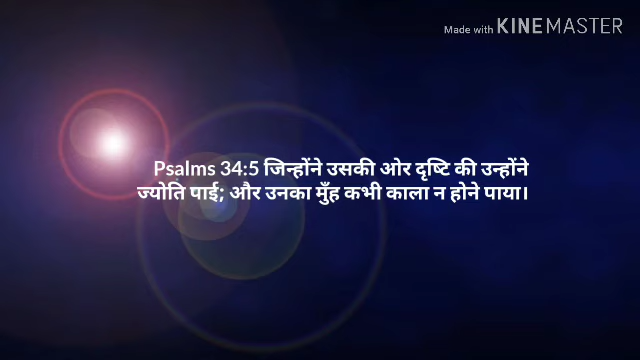 Made with KINEMASTER
Psalms 34:5 जिन्होंने उसकी ओर दृष्टि की उन्होंने
ज्योति पाई; और उनका मुँह कभी काला न होने पाया।